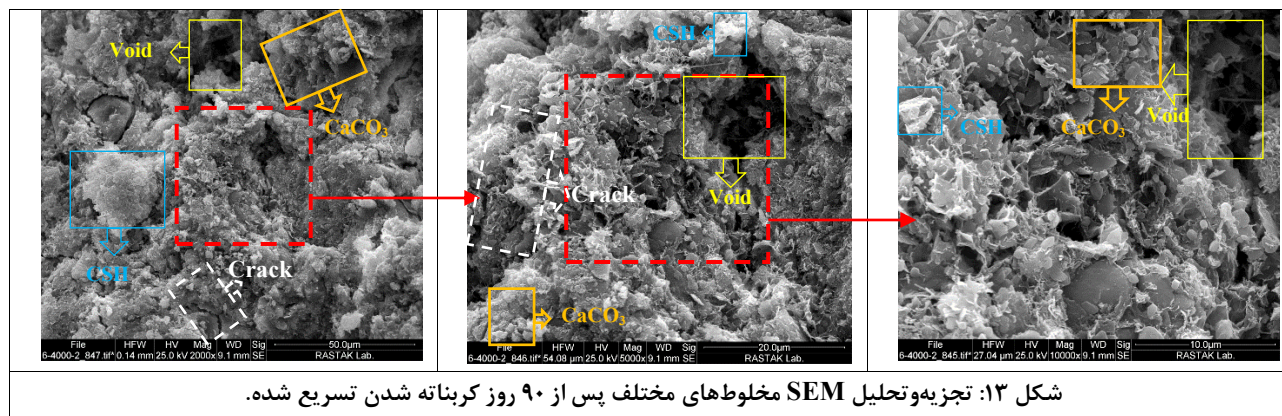 Void
CaCO₃
CSH
Crack
File HFW HV Mag WD Sig 50.0µm
6-4000-2_847.tif* 0.14 mm 25.0 kV 2000x 9.1 mm SE RASTAK Lab.
CSH
Crack
Void
CaCO₃
File HFW HV Mag WD Sig 20.0µm
6-4000-2_846.tif* 54.08 µm 25.0 kV 5000x 9.1 mm SE RASTAK Lab.
CSH
CaCO₃
Void
File HFW HV Mag WD Sig 10.0µm
6-4000-2_845.tif* 27.04 µm 25.0 kV 10000x 9.1 mm SE RASTAK Lab.
شکل ۱۳: تجزیه‌وتحلیل SEM مخلوط‌های مختلف پس از ۹۰ روز کربناته شدن تسریع شده.